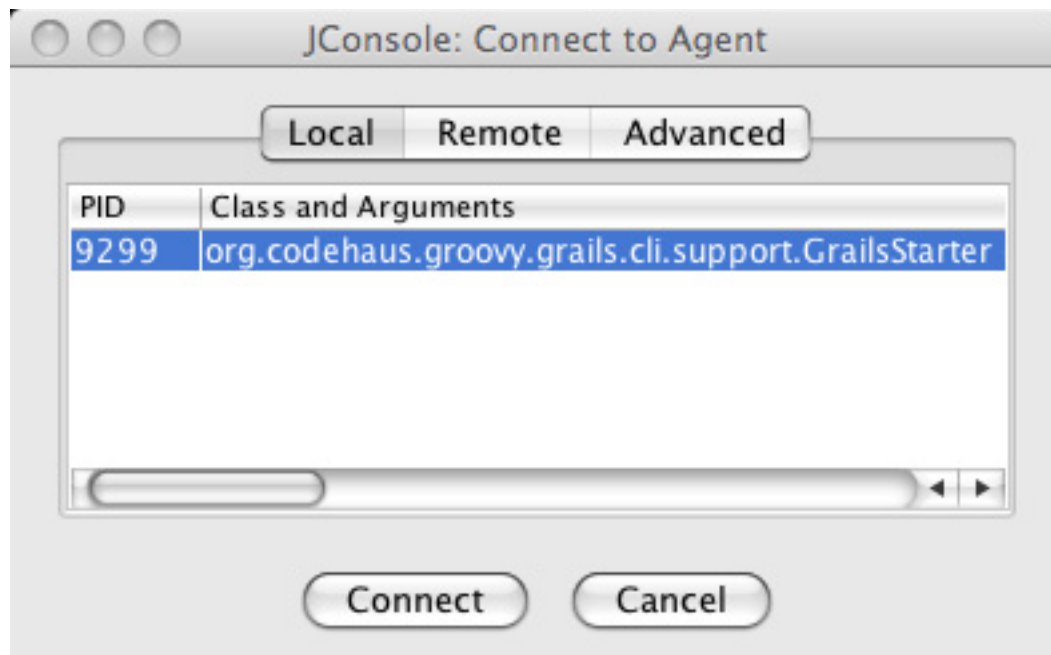 JConsole: Connect to Agent
Local Remote Advanced
PID Class and Arguments
9299 org.codehaus.groovy.grails.cli.support.GrailsStarter
Connect Cancel